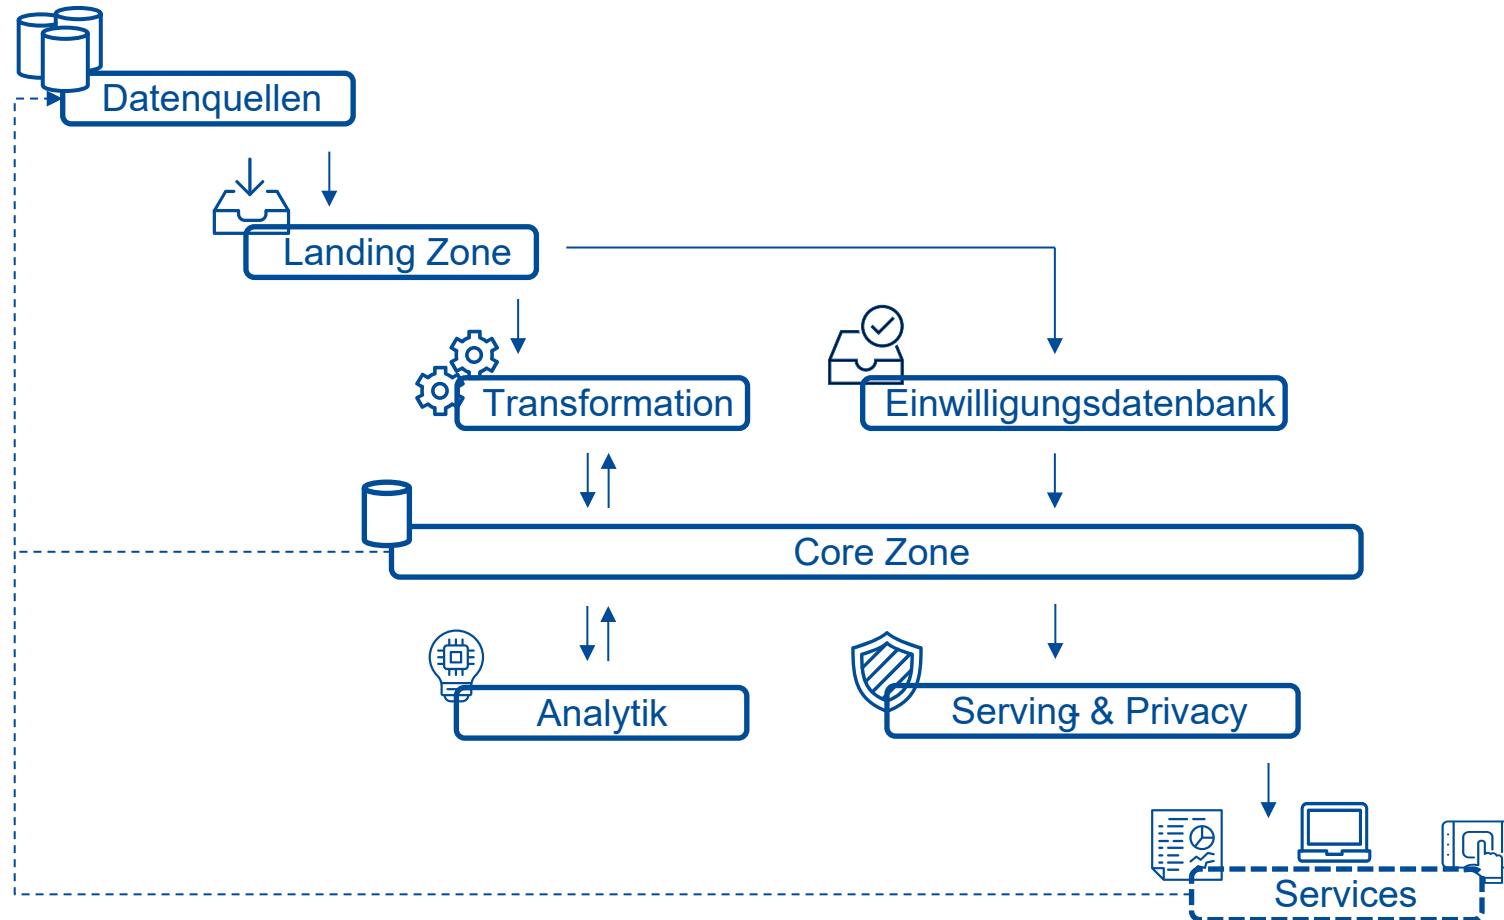 Datenquellen
Landing Zone
Transformation
Einwilligungsdatenbank
Core Zone
Analytik
Serving- & Privacy
Services